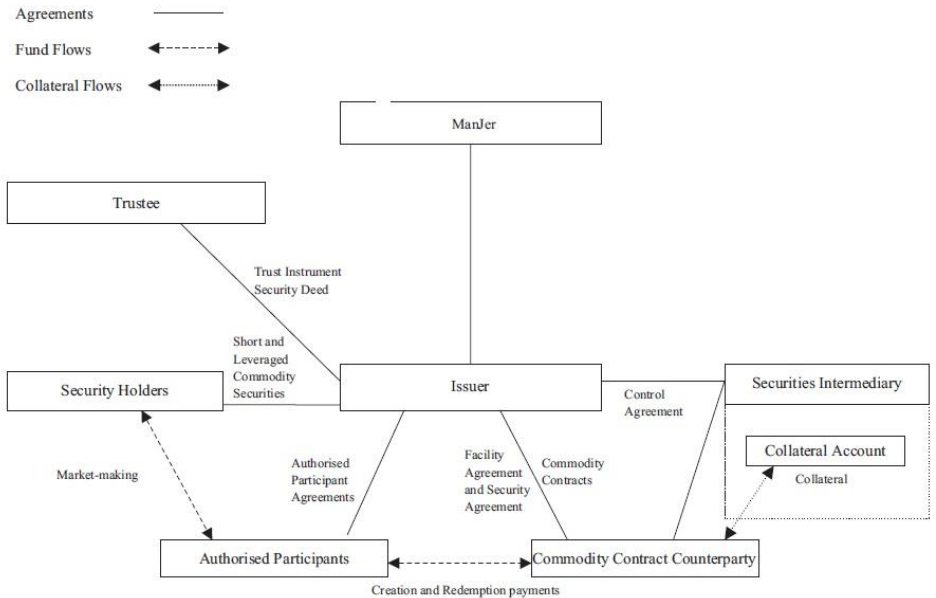 Agreements
Fund Flows
Collateral Flows
ManJer
Trustee
Trust Instrument
Security Deed
Short and
Leveraged
Commodity
Securities
Security Holders
Issuer
Securities Intermediary
Control
Agreement
Collateral Account
Collateral
Market-making
Authorised
Participant
Agreements
Facility
Agreement
and Security
Agreement
Commodity
Contracts
Authorised Participants
Commodity Contract Counterparty
Creation and Redemption payments